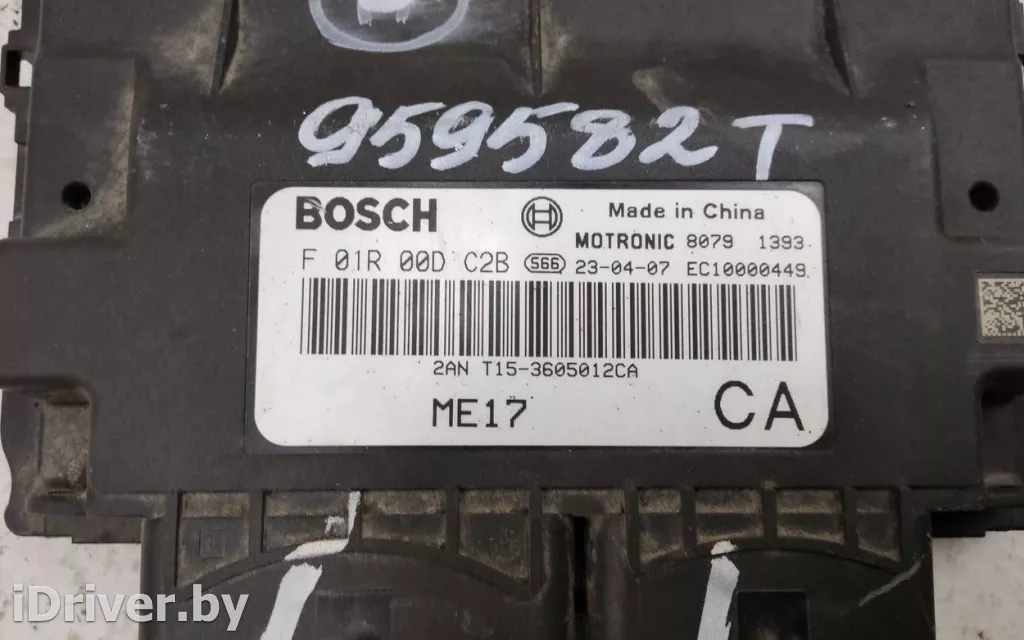 959582T
BOSCH
Made in China
MOTRONIC 8079 1393
F 01R 00D C2B 566 23-04-07 EC10000449
2AN T15-3605012CA
ME17
CA
iDriver.by